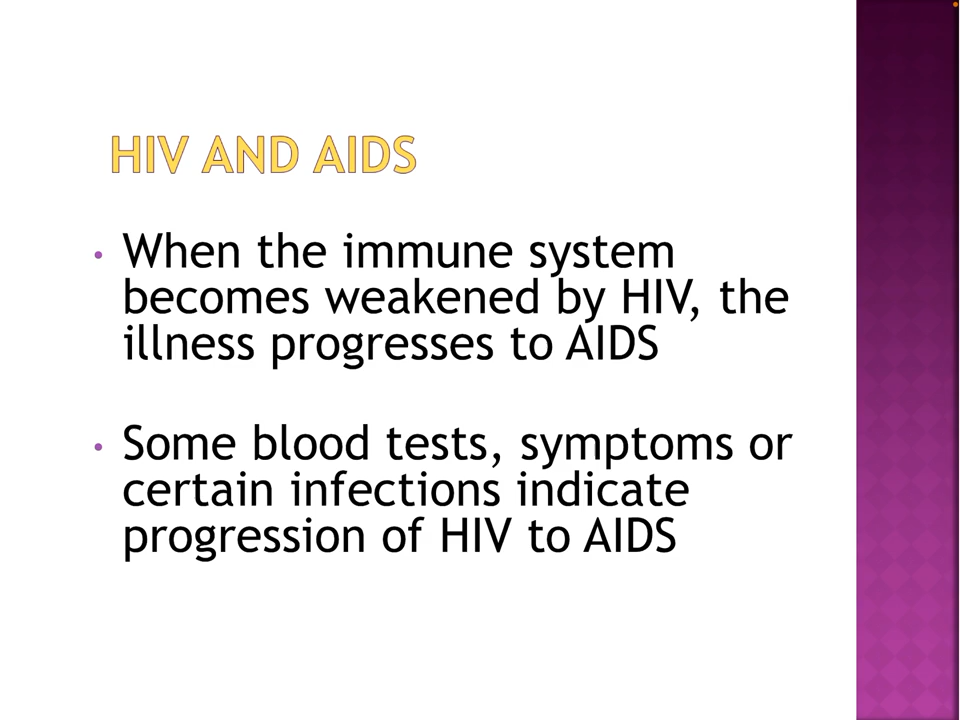 HIV AND AIDS
• When the immune system
becomes weakened by HIV, the
illness progresses to AIDS
• Some blood tests, symptoms or
certain infections indicate
progression of HIV to AIDS